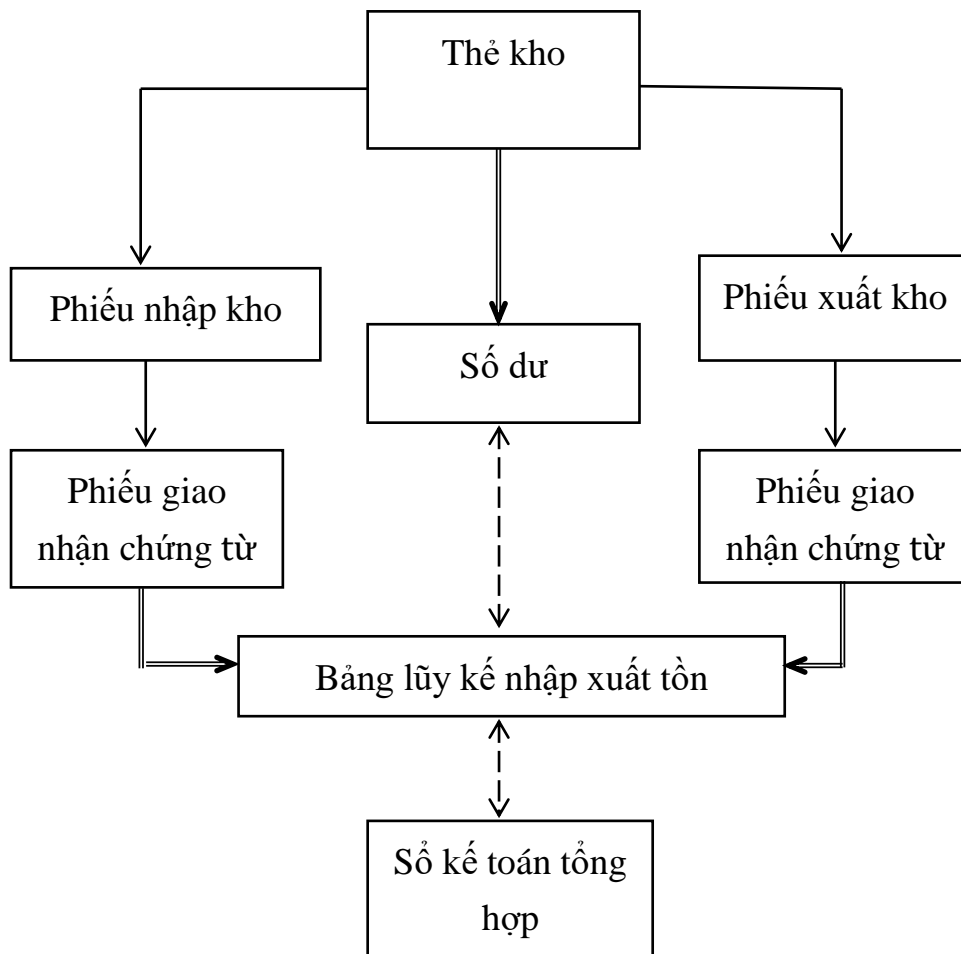 Thẻ kho
Phiếu nhập kho
Phiếu xuất kho
Số dư
Phiếu giao
nhận chứng từ
Phiếu giao
nhận chứng từ
Bảng lũy kế nhập xuất tồn
Sổ kế toán tổng
hợp